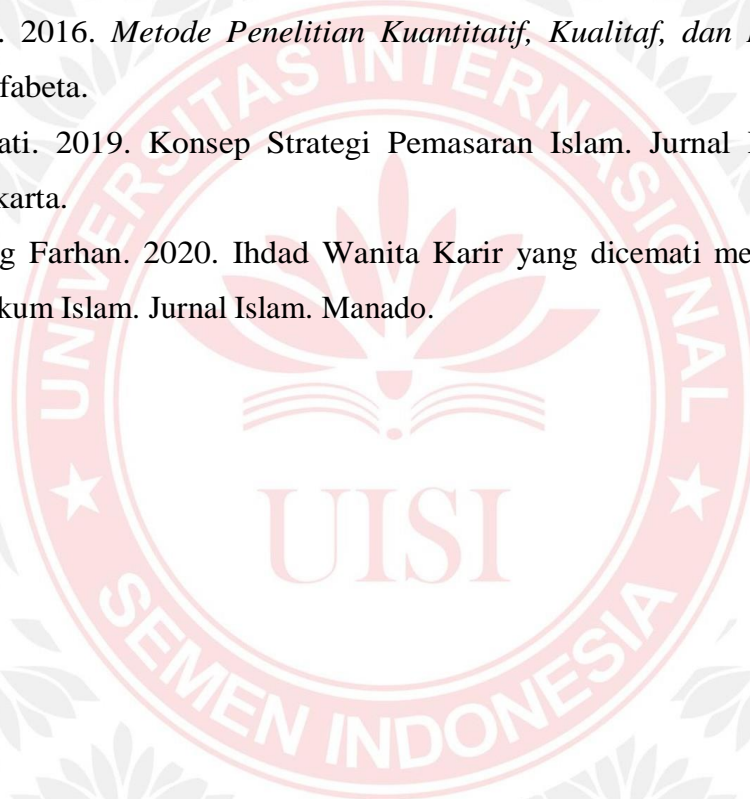 . 2016. Metode Penelitian Kuantitatif, Kualitaf, dan
fabeta.
ati. 2019. Konsep Strategi Pemasaran Islam. Jurnal
karta.
g Farhan. 2020. Ihdad Wanita Karir yang dicemati me
kum Islam. Jurnal Islam. Manado.
UNIVERSITAS INTERNASIONAL
UISI
SEMEN INDONESIA